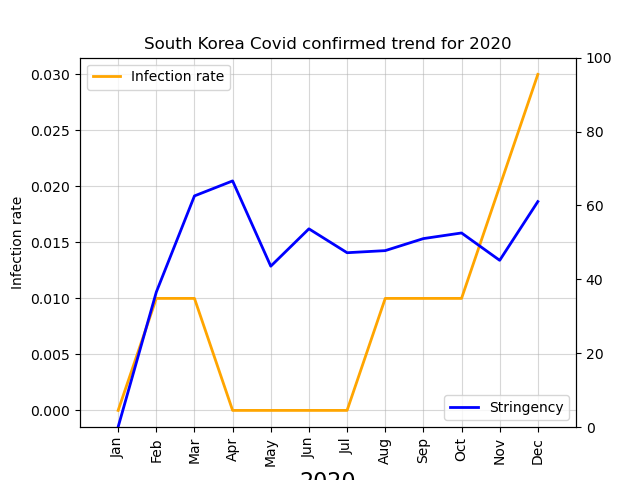 South Korea Covid confirmed trend for 2020
Infection rate
Stringency
Infection rate
0.030
0.025
0.020
0.015
0.010
0.005
0.000
100
80
60
40
20
0
Jan
Feb
Mar
Apr
May
Jun
Jul
Aug
Sep
Oct
Nov
Dec
2020